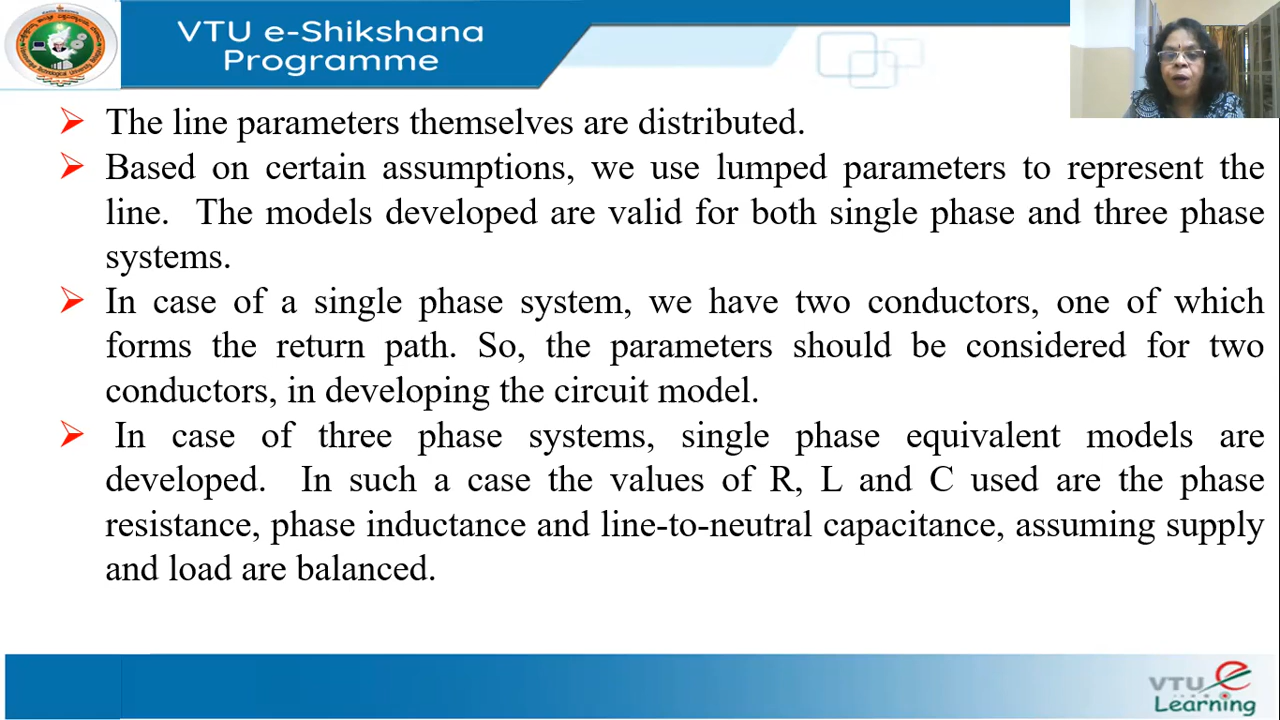 VTU e-Shikshana
Programme
The line parameters themselves are distributed.
Based on certain assumptions, we use lumped parameters to represent the
line. The models developed are valid for both single phase and three phase
systems.
In case of a single phase system, we have two conductors, one of which
forms the return path. So, the parameters should be considered for two
conductors, in developing the circuit model.
In case of three phase systems, single phase equivalent models are
developed. In such a case the values of R, L and C used are the phase
resistance, phase inductance and line-to-neutral capacitance, assuming supply
and load are balanced.
VTU e
Learning